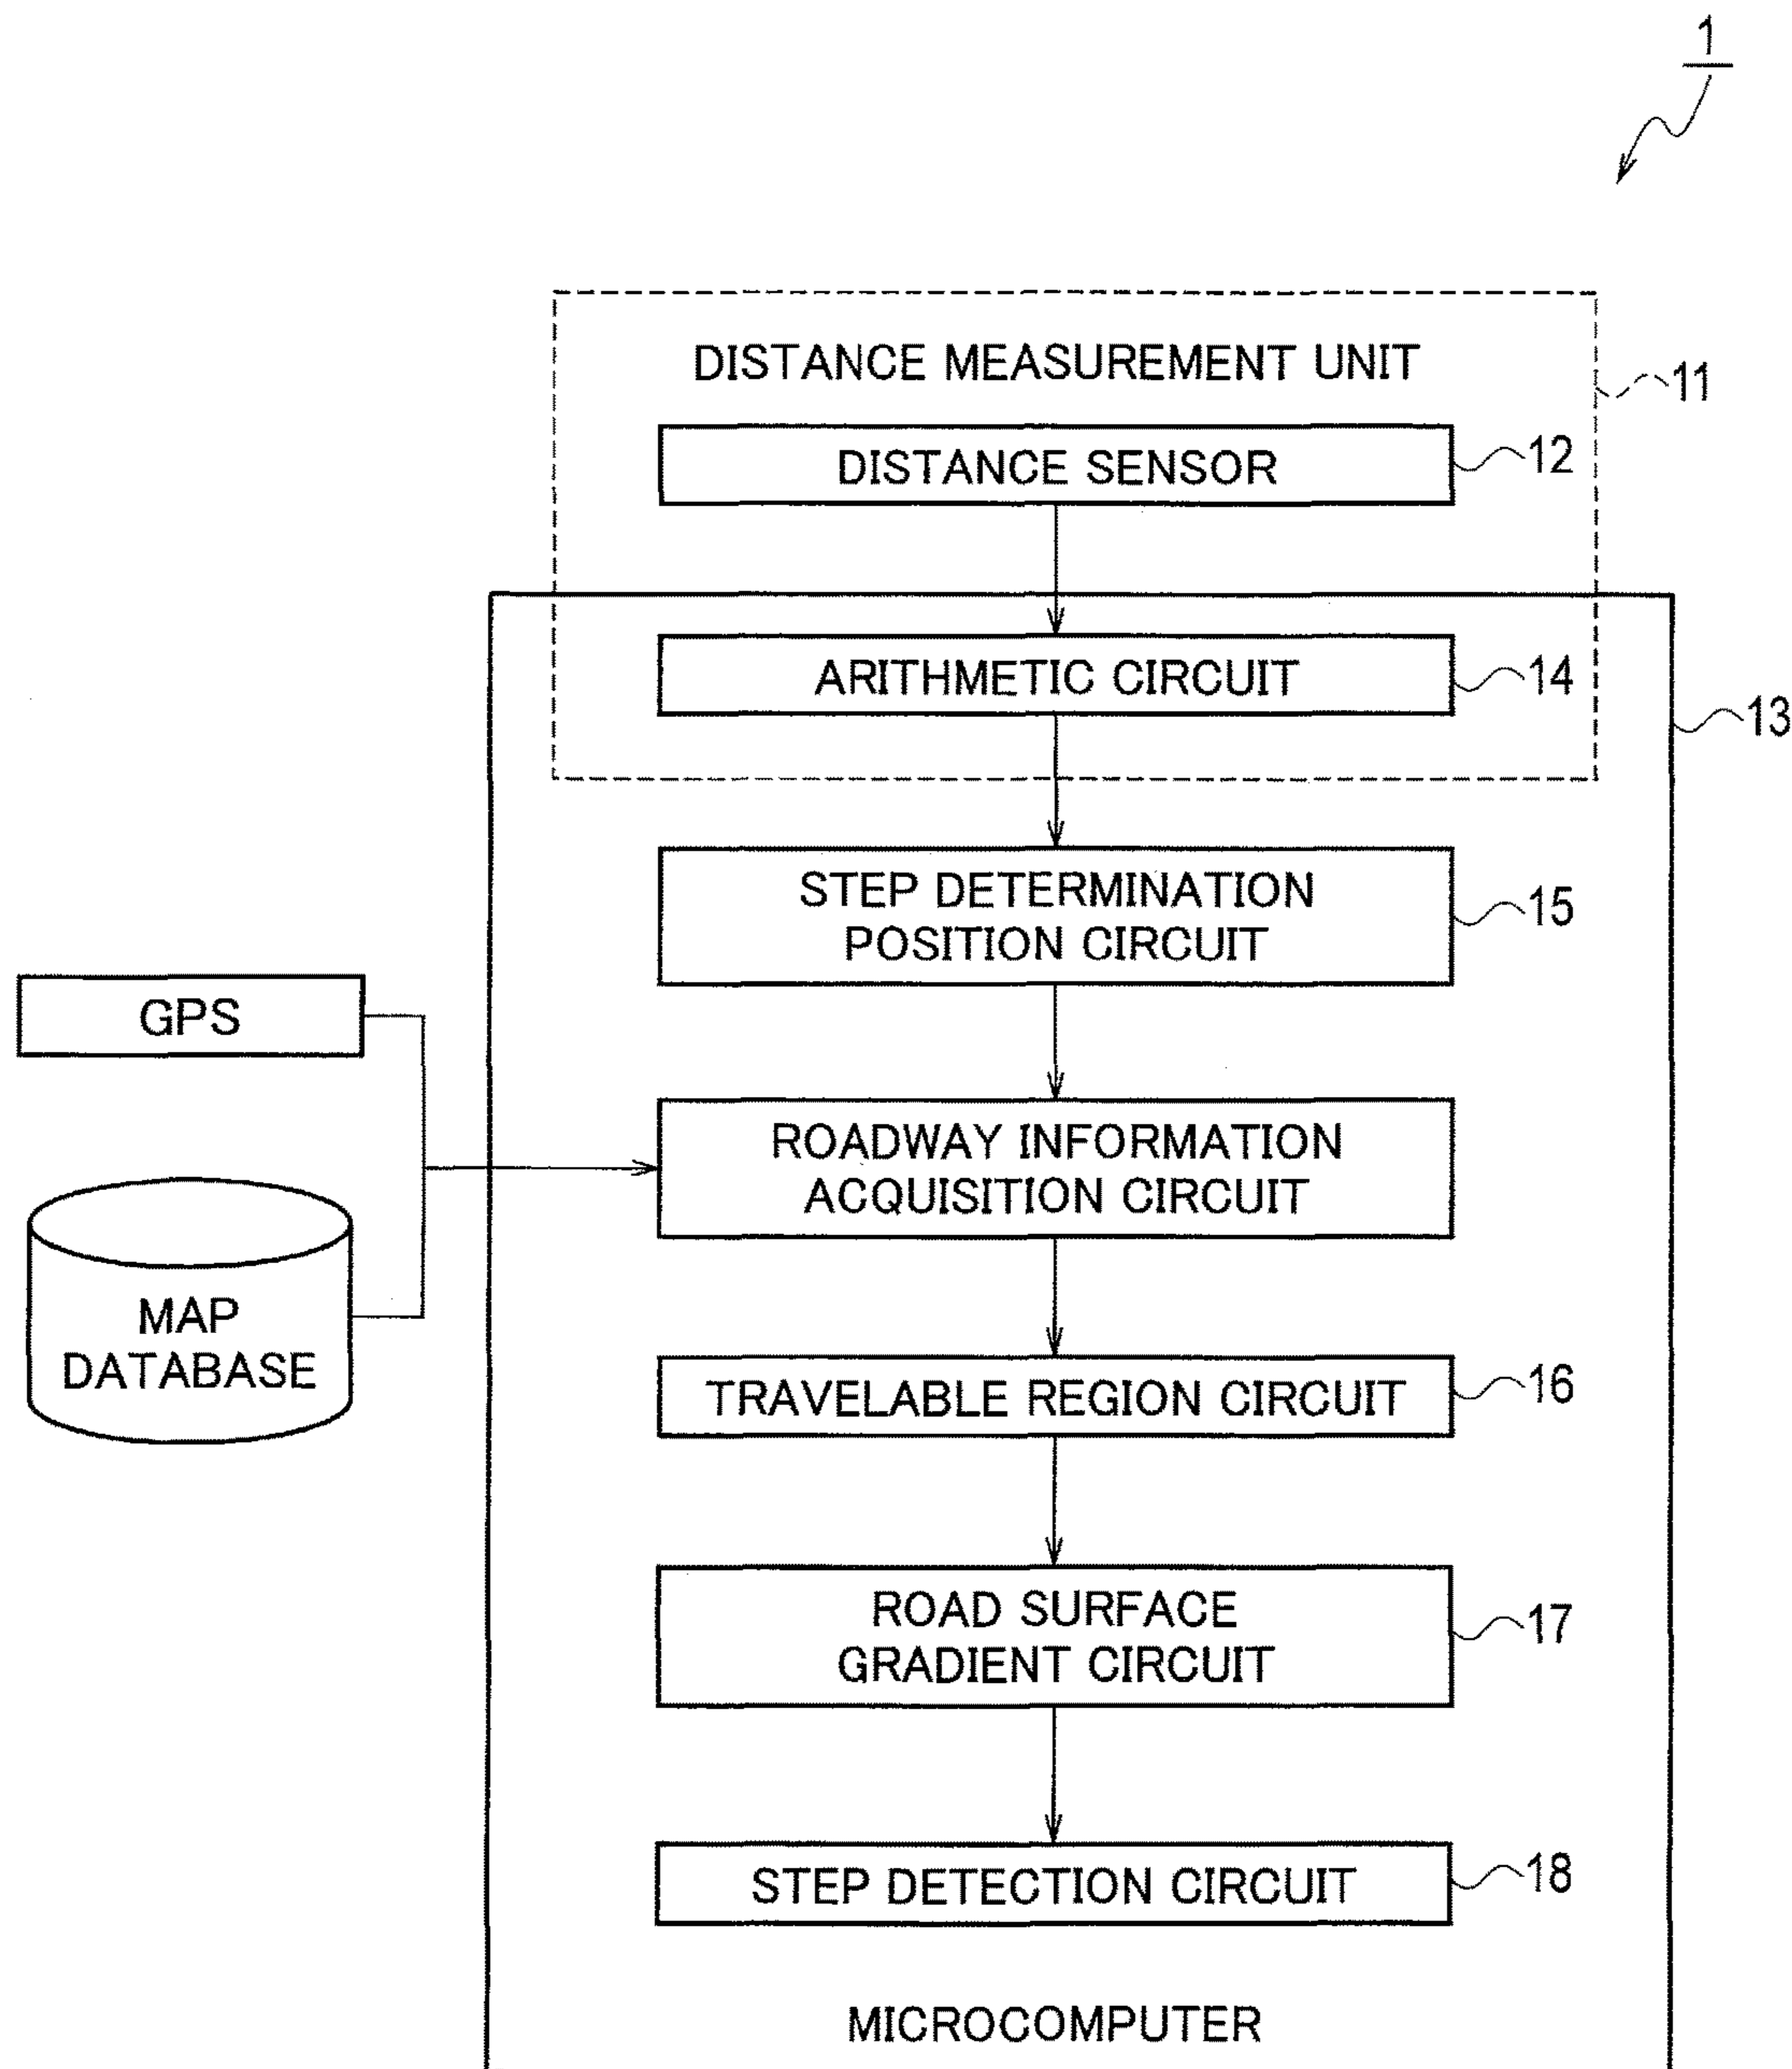 1
DISTANCE MEASUREMENT UNIT
11
DISTANCE SENSOR
12
ARITHMETIC CIRCUIT
14
13
STEP DETERMINATION
POSITION CIRCUIT
15
GPS
ROADWAY INFORMATION
ACQUISITION CIRCUIT
MAP
DATABASE
TRAVELABLE REGION CIRCUIT
16
ROAD SURFACE
GRADIENT CIRCUIT
17
STEP DETECTION CIRCUIT
18
MICROCOMPUTER